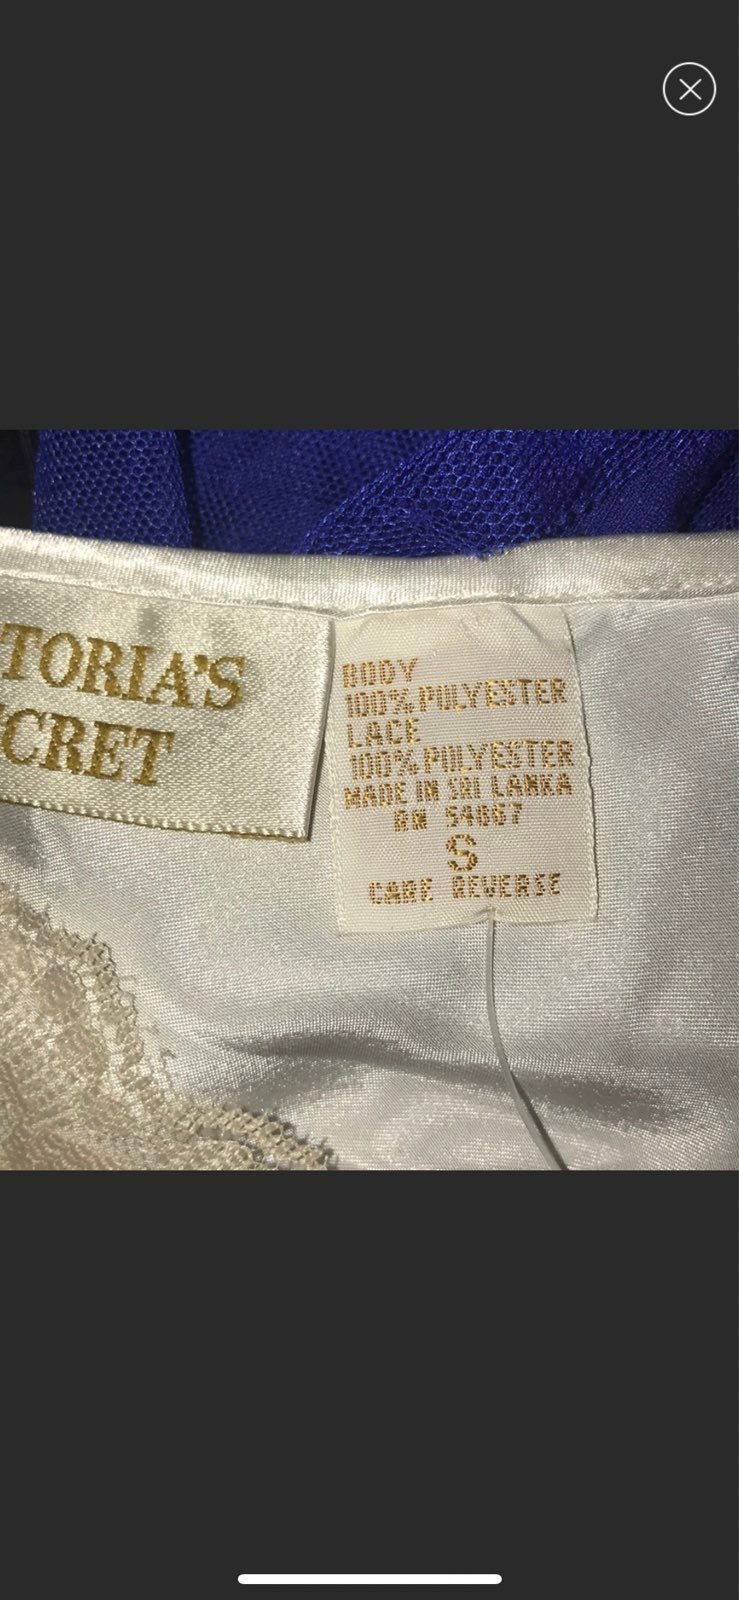 TORIA'S
CRET
BODY
100% POLYESTER
LACE
100% POLYESTER
MADE IN SRI LANKA
RN 54867
S
CARE REVERSE